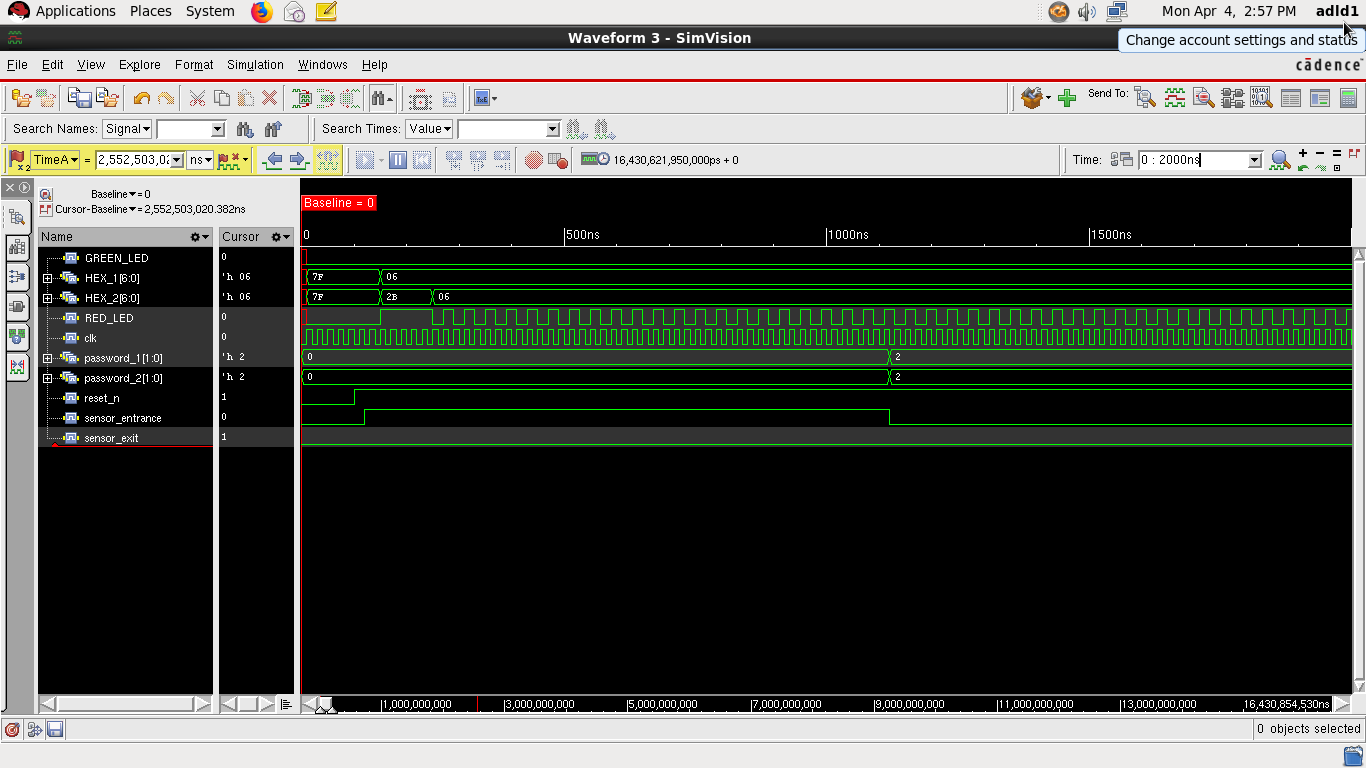 Applications Places System Mon Apr 4, 2:57 PM adld1
Waveform 3 - SimVision
Change account settings and status
File Edit View Explore Format Simulation Windows Help cādence
Send To:
Search Names: Signal Search Times: Value
x2 TimeA = 2,552,503,02 ns 16,430,621,950,000ps + 0 Time: 0 : 2000ns
Baseline = 0
Cursor-Baseline = 2,552,503,020.382ns
Baseline = 0
Name Cursor 0 500ns 1000ns 1500ns
GREEN_LED 0
HEX_1[6:0] 'h 06 7F 06
HEX_2[6:0] 'h 06 7F 2B 06
RED_LED 0
clk 0
password_1[1:0] 'h 2 0 2
password_2[1:0] 'h 2 0 2
reset_n 1
sensor_entrance 0
sensor_exit 1
1,000,000,000 3,000,000,000 5,000,000,000 7,000,000,000 9,000,000,000 11,000,000,000 13,000,000,000 16,430,854,530ns
0 objects selected